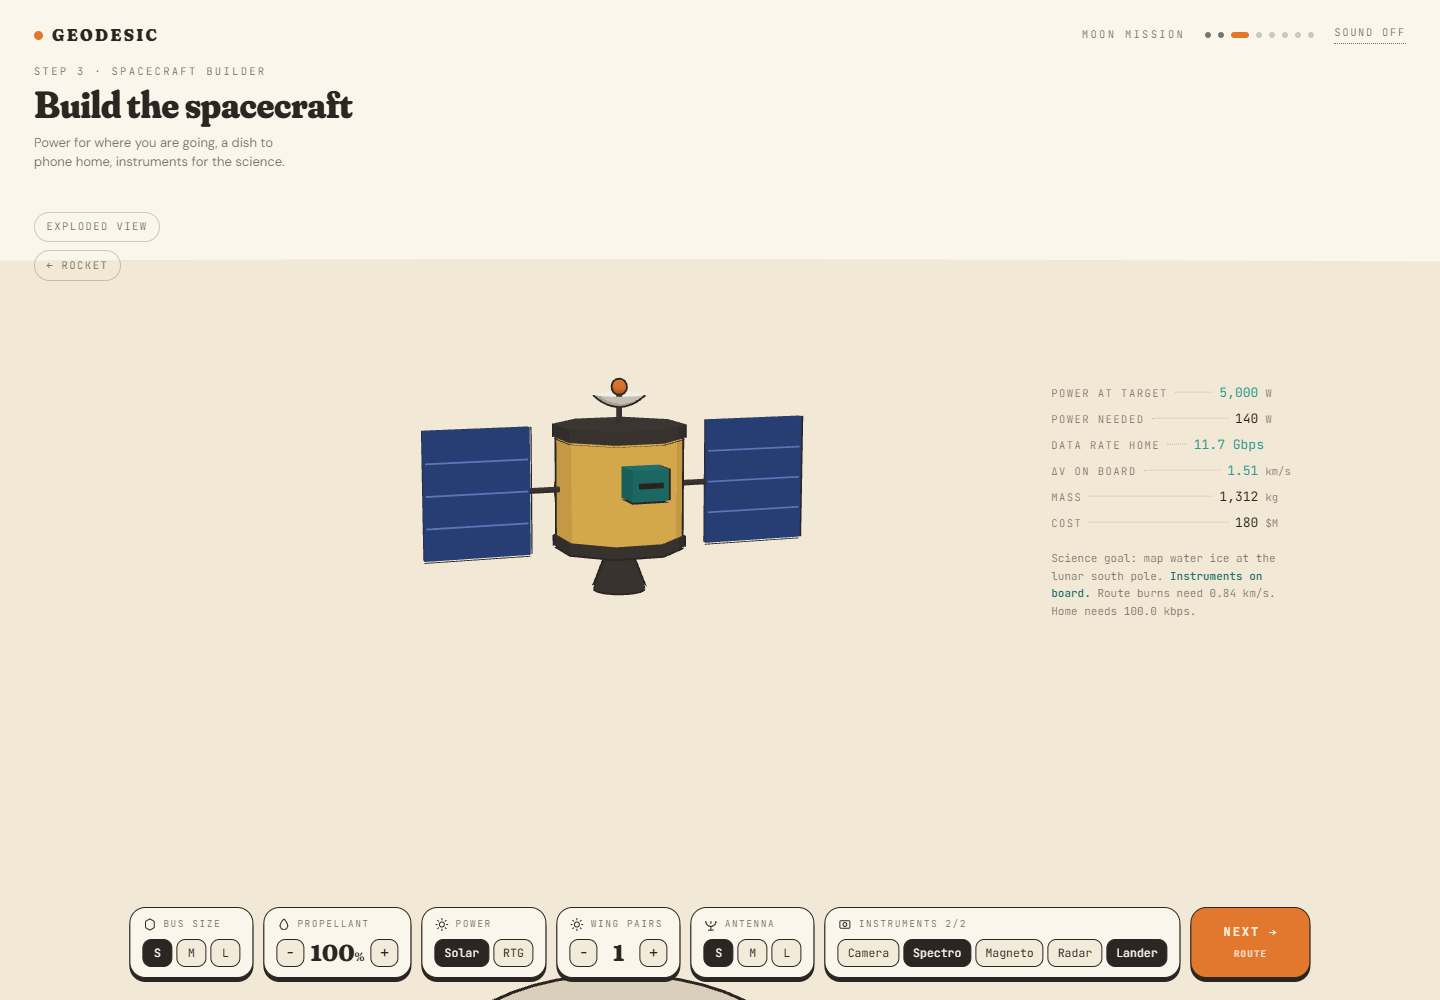 GEODESIC
MOON MISSION
SOUND OFF
STEP 3 · SPACECRAFT BUILDER
Build the spacecraft
Power for where you are going, a dish to
phone home, instruments for the science.
EXPLODED VIEW
← ROCKET
POWER AT TARGET 5,000 W
POWER NEEDED 140 W
DATA RATE HOME 11.7 Gbps
ΔV ON BOARD 1.51 km/s
MASS 1,312 kg
COST 180 $M
Science goal: map water ice at the
lunar south pole. Instruments on
board. Route burns need 0.84 km/s.
Home needs 100.0 kbps.
BUS SIZE
S M L
PROPELLANT
- 100% +
POWER
Solar RTG
WING PAIRS
- 1 +
ANTENNA
S M L
INSTRUMENTS 2/2
Camera Spectro Magneto Radar Lander
NEXT →
ROUTE